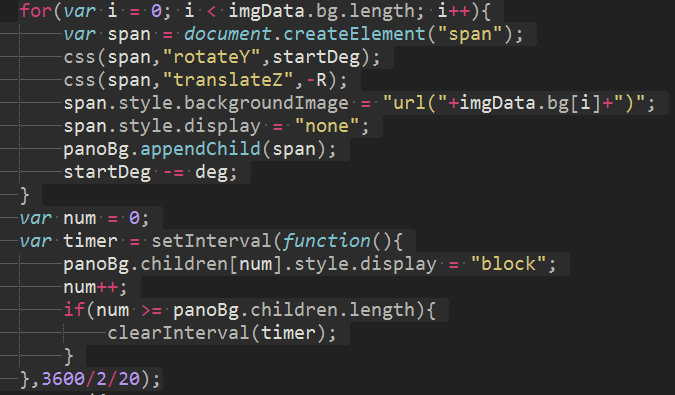 for(var i = 0; i < imgData.bg.length; i++){
var span = document.createElement("span");
css(span,"rotateY",startDeg);
css(span,"translateZ",-R);
span.style.backgroundImage = "url("+imgData.bg[i]+")";
span.style.display = "none";
panoBg.appendChild(span);
startDeg -= deg;
}
var num = 0;
var timer = setInterval(function(){
panoBg.children[num].style.display = "block";
num++;
if(num >= panoBg.children.length){
clearInterval(timer);
}
},3600/2/20);